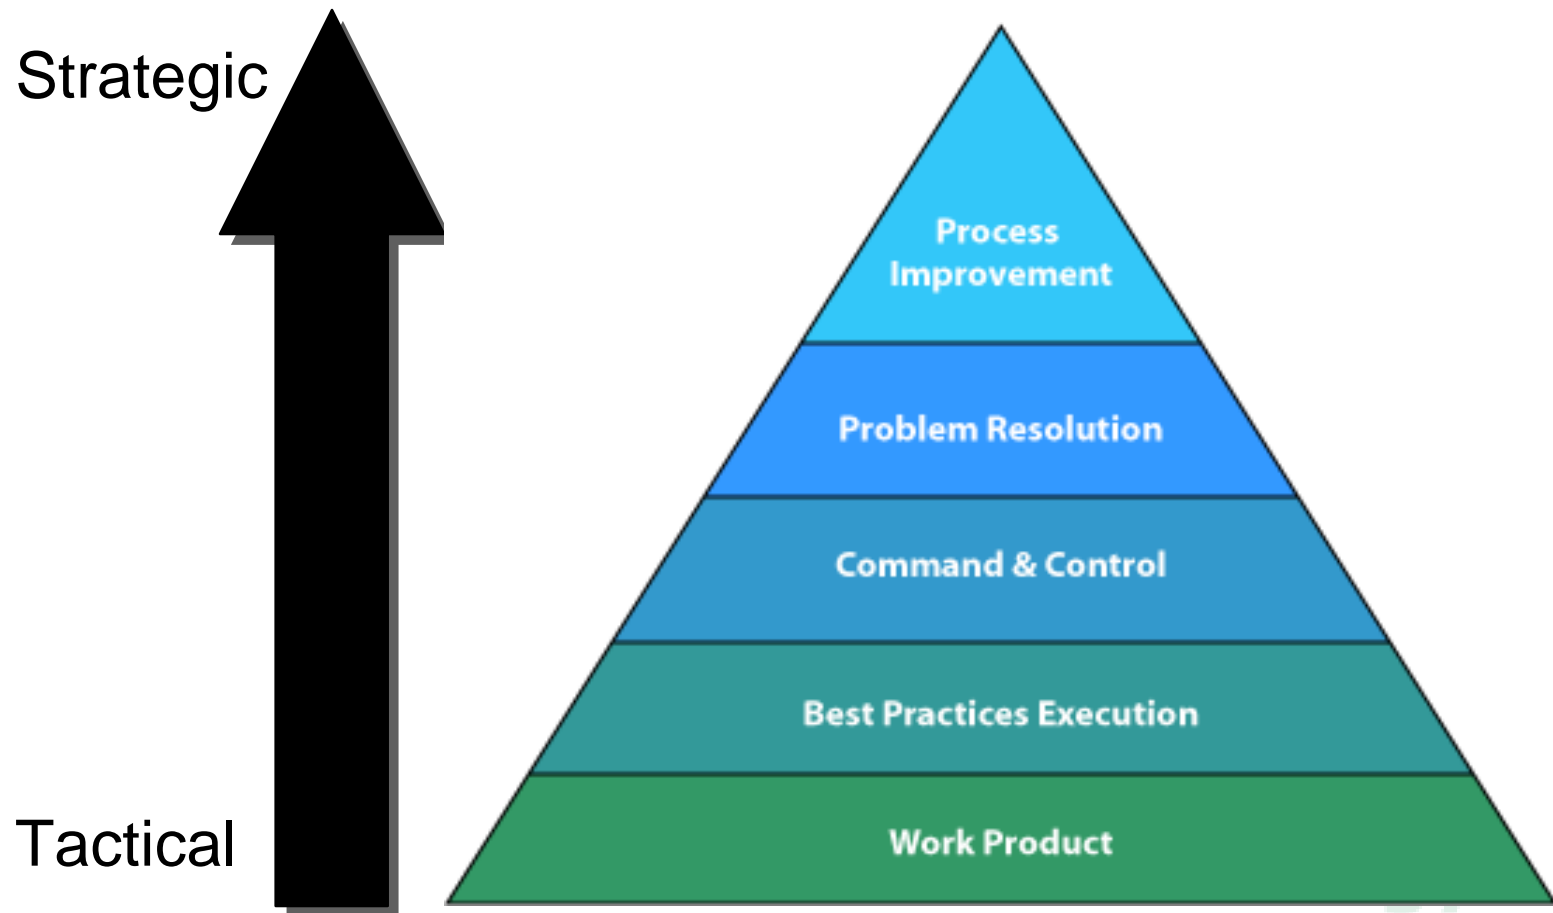 Strategic
Process
Improvement
Problem Resolution
Command & Control
Best Practices Execution
Tactical
Work Product